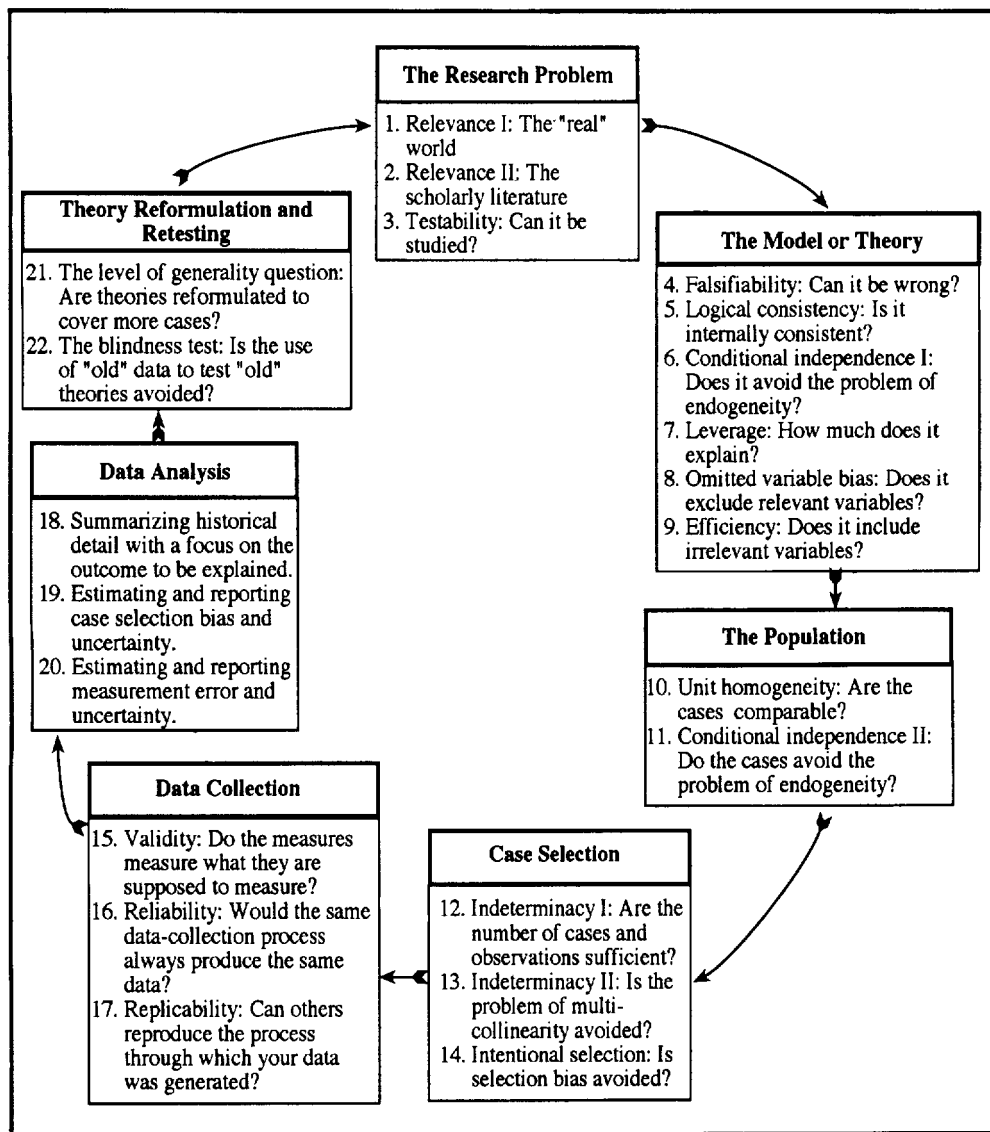 The Research Problem
1. Relevance I: The "real"
world
2. Relevance II: The
scholarly literature
3. Testability: Can it be
studied?
The Model or Theory
4. Falsifiability: Can it be wrong?
5. Logical consistency: Is it
internally consistent?
6. Conditional independence I:
Does it avoid the problem of
endogeneity?
7. Leverage: How much does it
explain?
8. Omitted variable bias: Does it
exclude relevant variables?
9. Efficiency: Does it include
irrelevant variables?
The Population
10. Unit homogeneity: Are the
cases comparable?
11. Conditional independence II:
Do the cases avoid the
problem of endogeneity?
Case Selection
12. Indeterminacy I: Are the
number of cases and
observations sufficient?
13. Indeterminacy II: Is the
problem of multi-
collinearity avoided?
14. Intentional selection: Is
selection bias avoided?
Data Collection
15. Validity: Do the measures
measure what they are
supposed to measure?
16. Reliability: Would the same
data-collection process
always produce the same
data?
17. Replicability: Can others
reproduce the process
through which your data
was generated?
Data Analysis
18. Summarizing historical
detail with a focus on the
outcome to be explained.
19. Estimating and reporting
case selection bias and
uncertainty.
20. Estimating and reporting
measurement error and
uncertainty.
Theory Reformulation and
Retesting
21. The level of generality question:
Are theories reformulated to
cover more cases?
22. The blindness test: Is the use
of "old" data to test "old"
theories avoided?